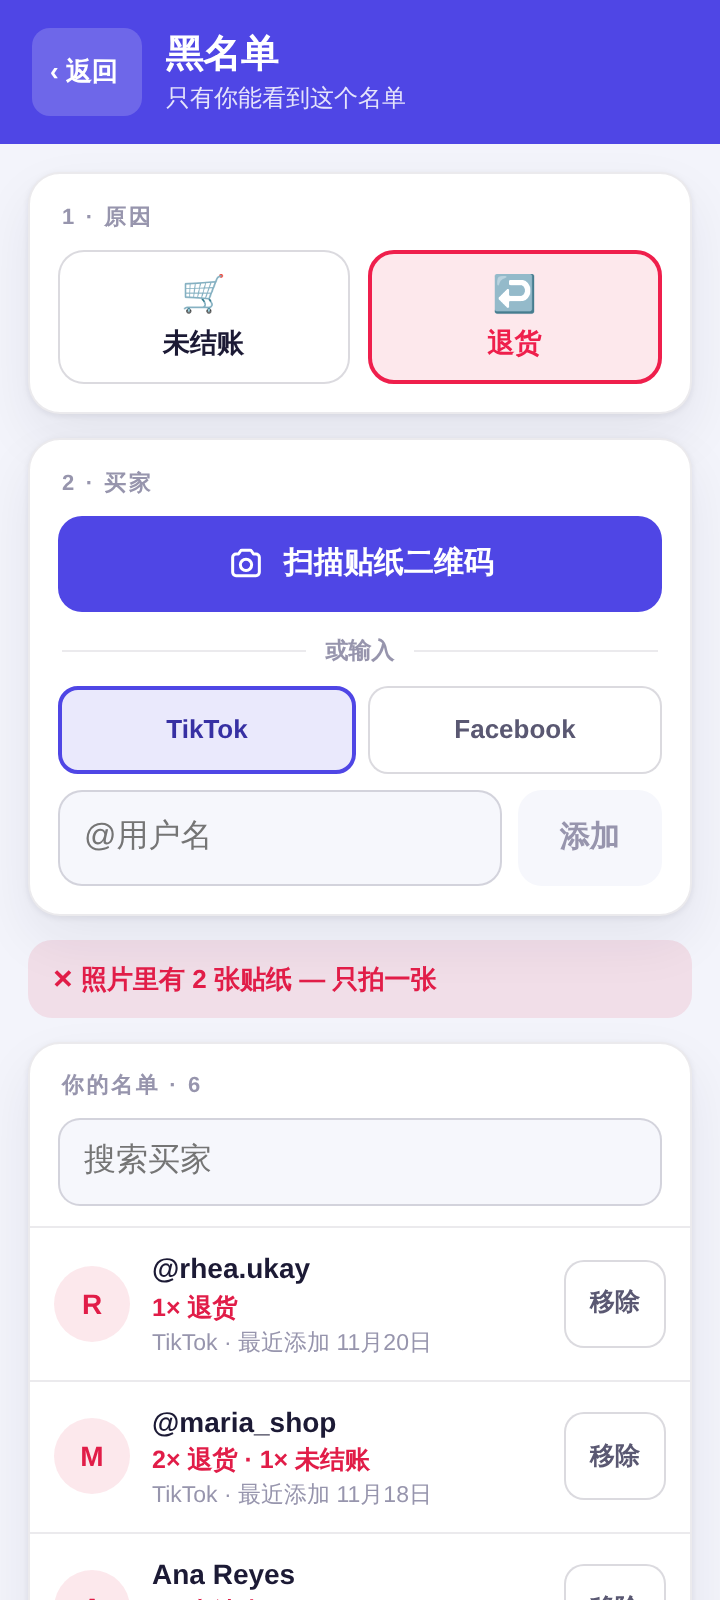 ‹ 返回
黑名单
只有你能看到这个名单
1 · 原因
未结账
退货
2 · 买家
扫描贴纸二维码
或输入
TikTok
Facebook
@用户名
添加
✕ 照片里有 2 张贴纸 — 只拍一张
你的名单 · 6
搜索买家
R
@rhea.ukay
1× 退货
TikTok · 最近添加 11月20日
移除
M
@maria_shop
2× 退货 · 1× 未结账
TikTok · 最近添加 11月18日
移除
Ana Reyes